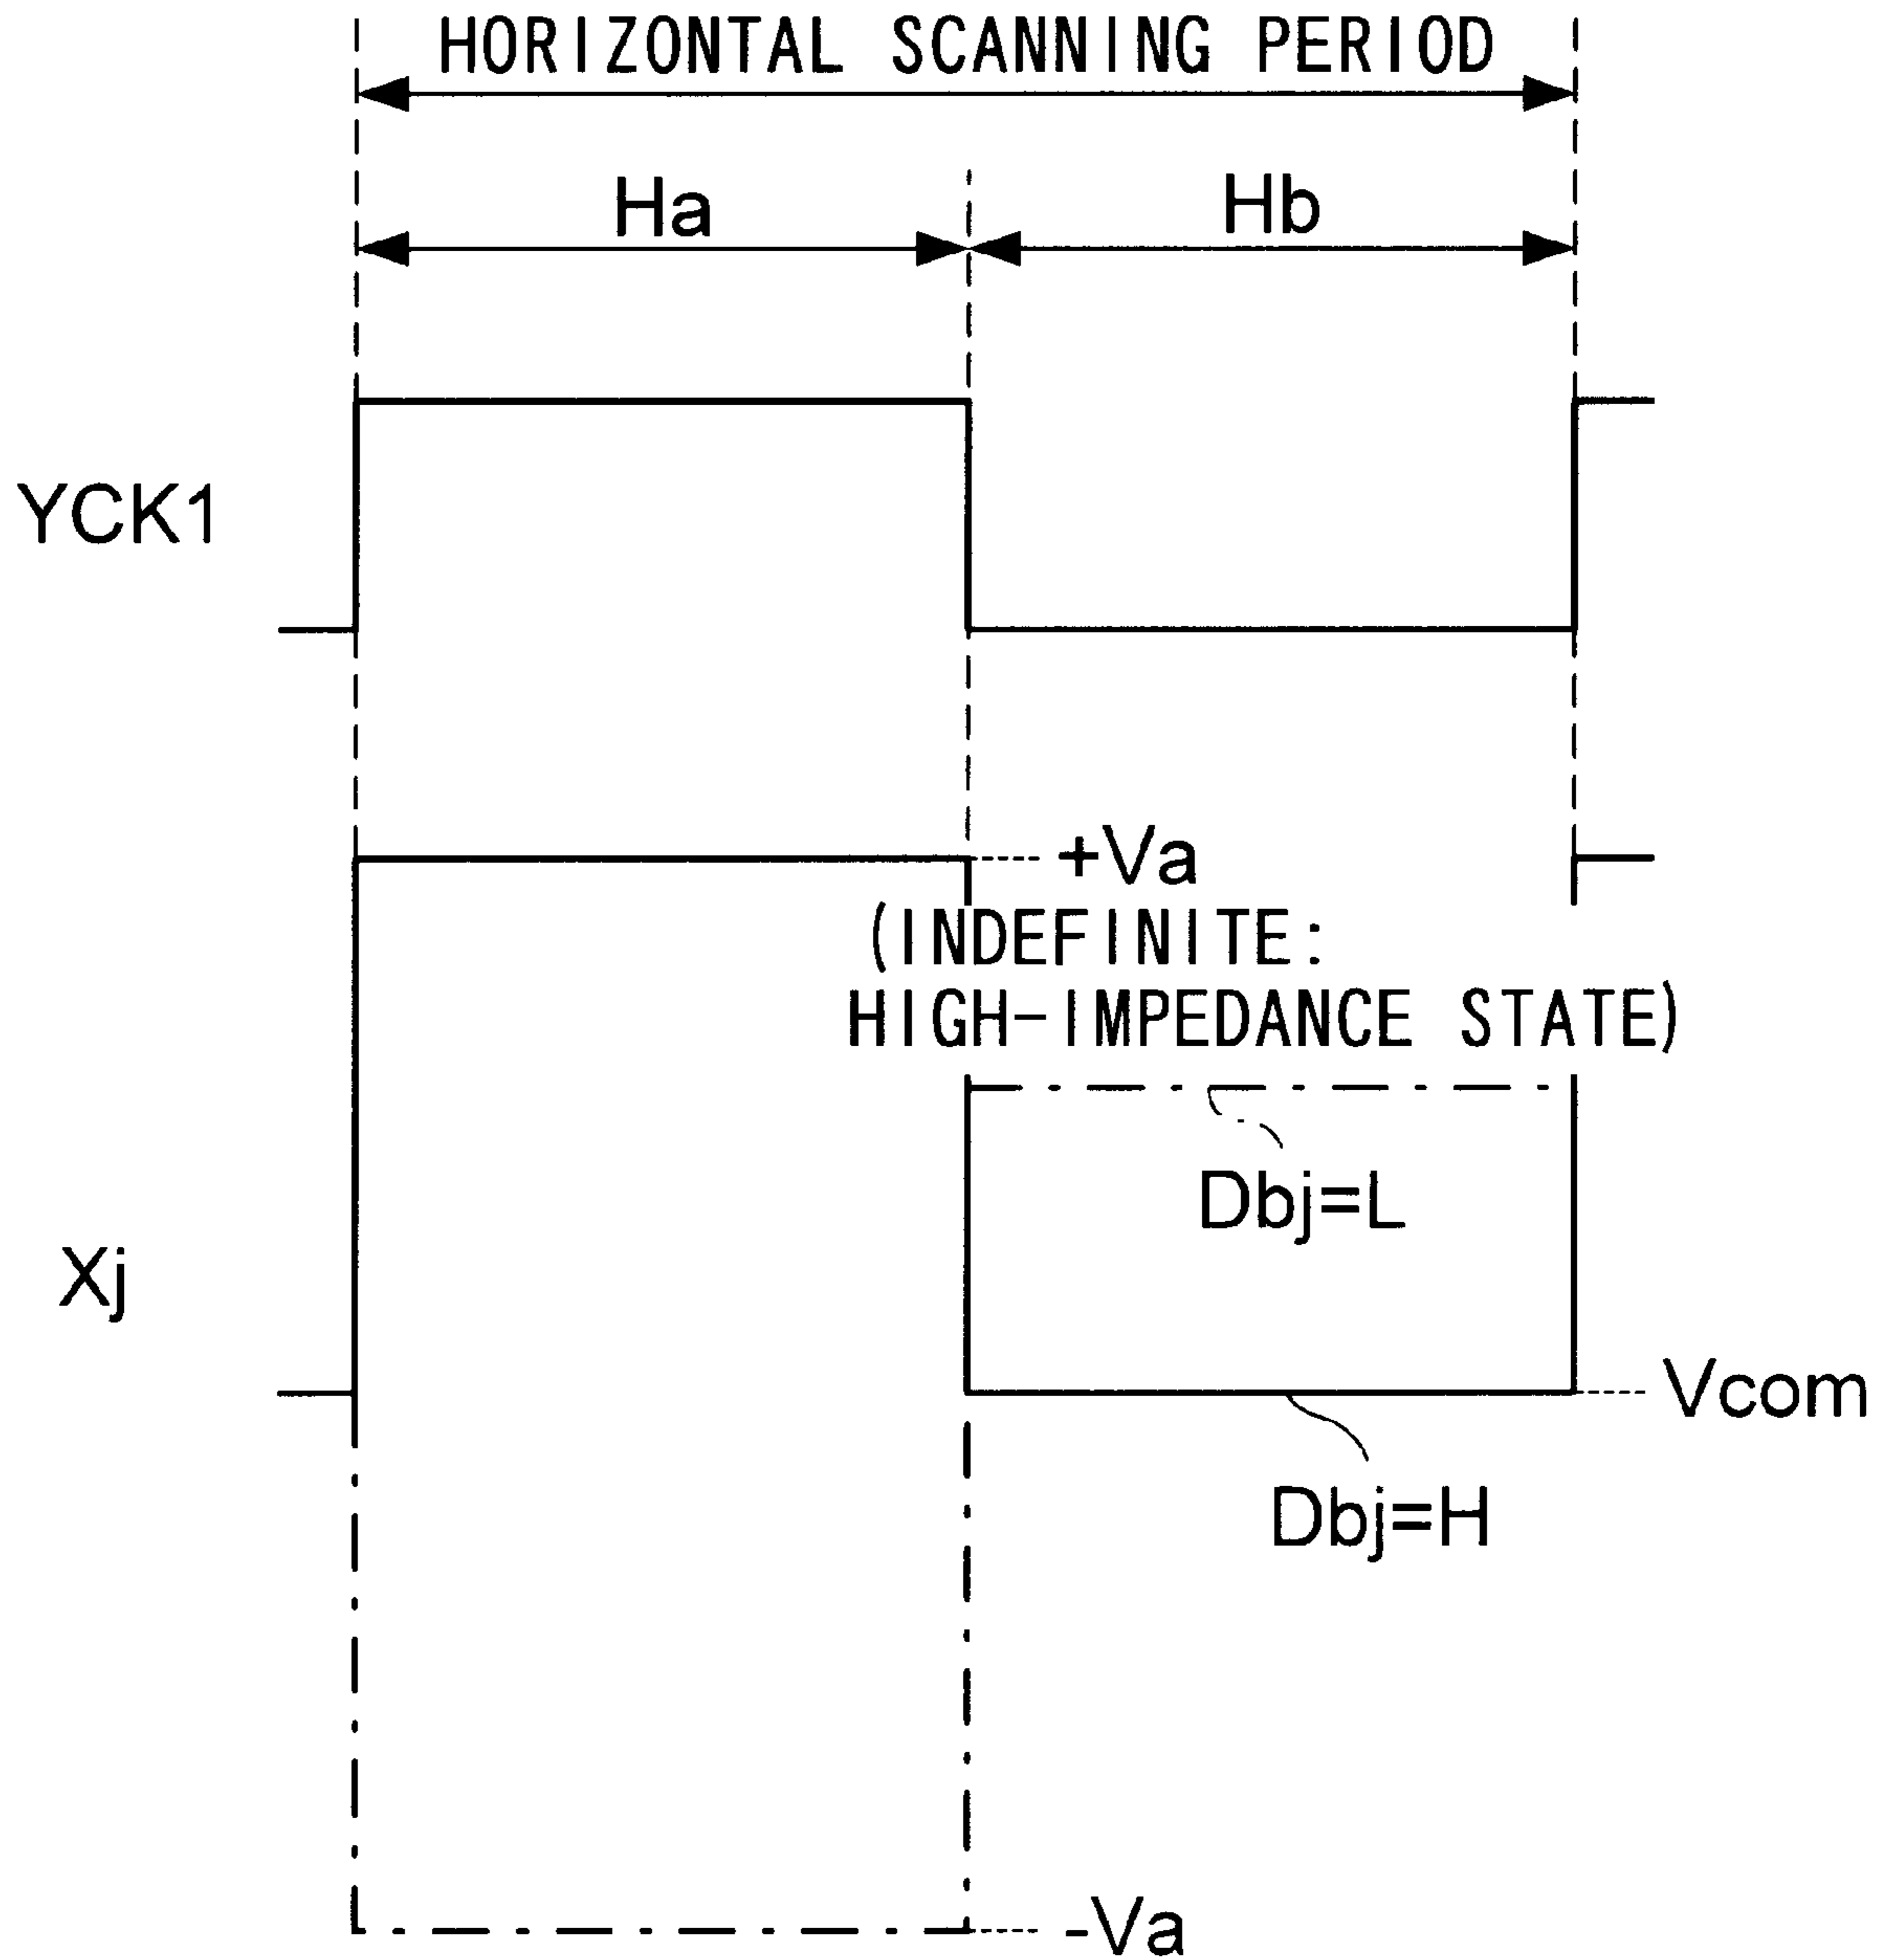 HORIZONTAL SCANNING PERIOD
Ha
Hb
YCK1
+Va
(INDEFINITE:
HIGH-IMPEDANCE STATE)
Dbj=L
Xj
Vcom
Dbj=H
-Va